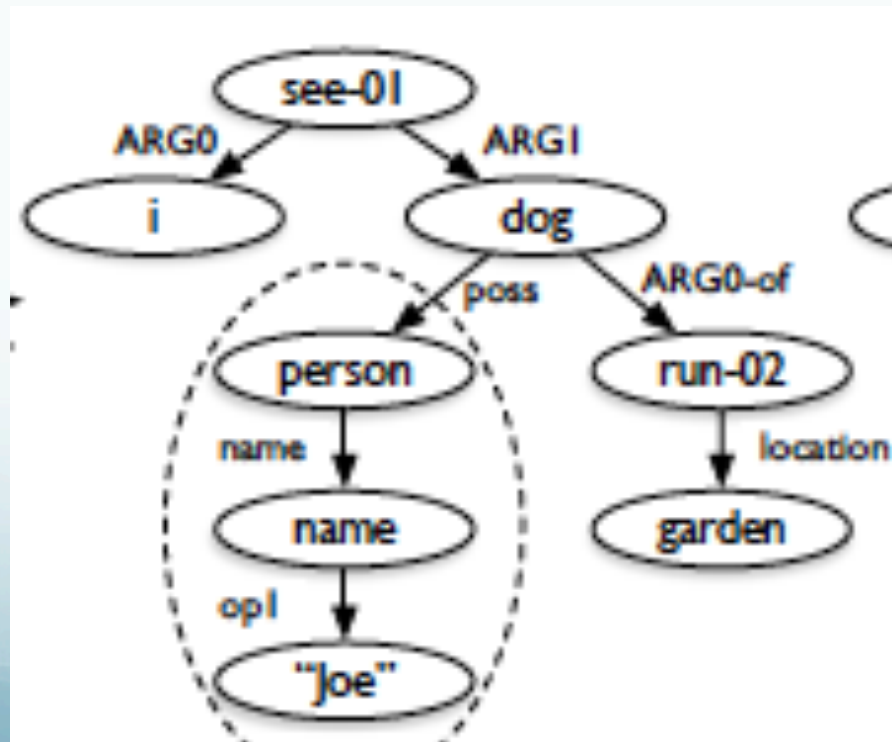 see-01
ARG0 ARG1
i dog
poss ARG0-of
person run-02
name location
name garden
op1
“Joe”